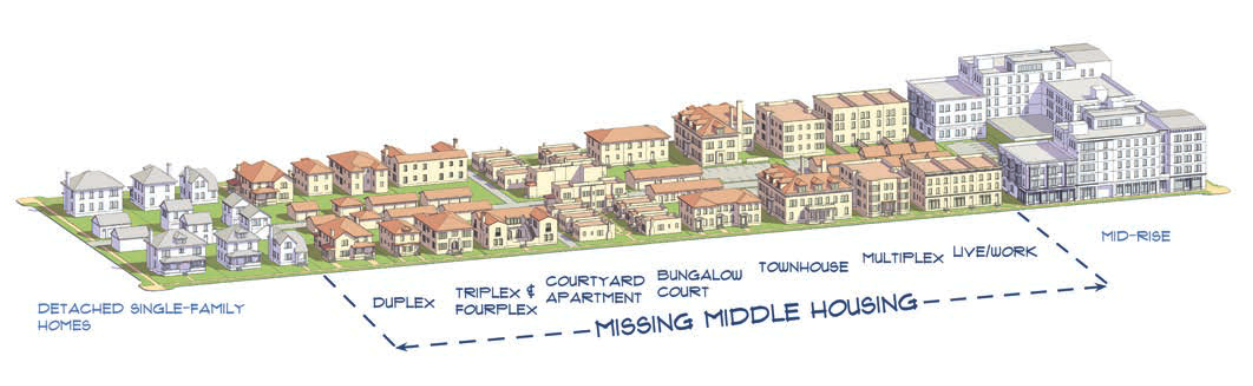 DETACHED SINGLE-FAMILY
HOMES
DUPLEX
TRIPLEX &
FOURPLEX
COURTYARD
APARTMENT
BUNGALOW
COURT
TOWNHOUSE
MULTIPLEX
LIVE/WORK
MID-RISE
MISSING MIDDLE HOUSING